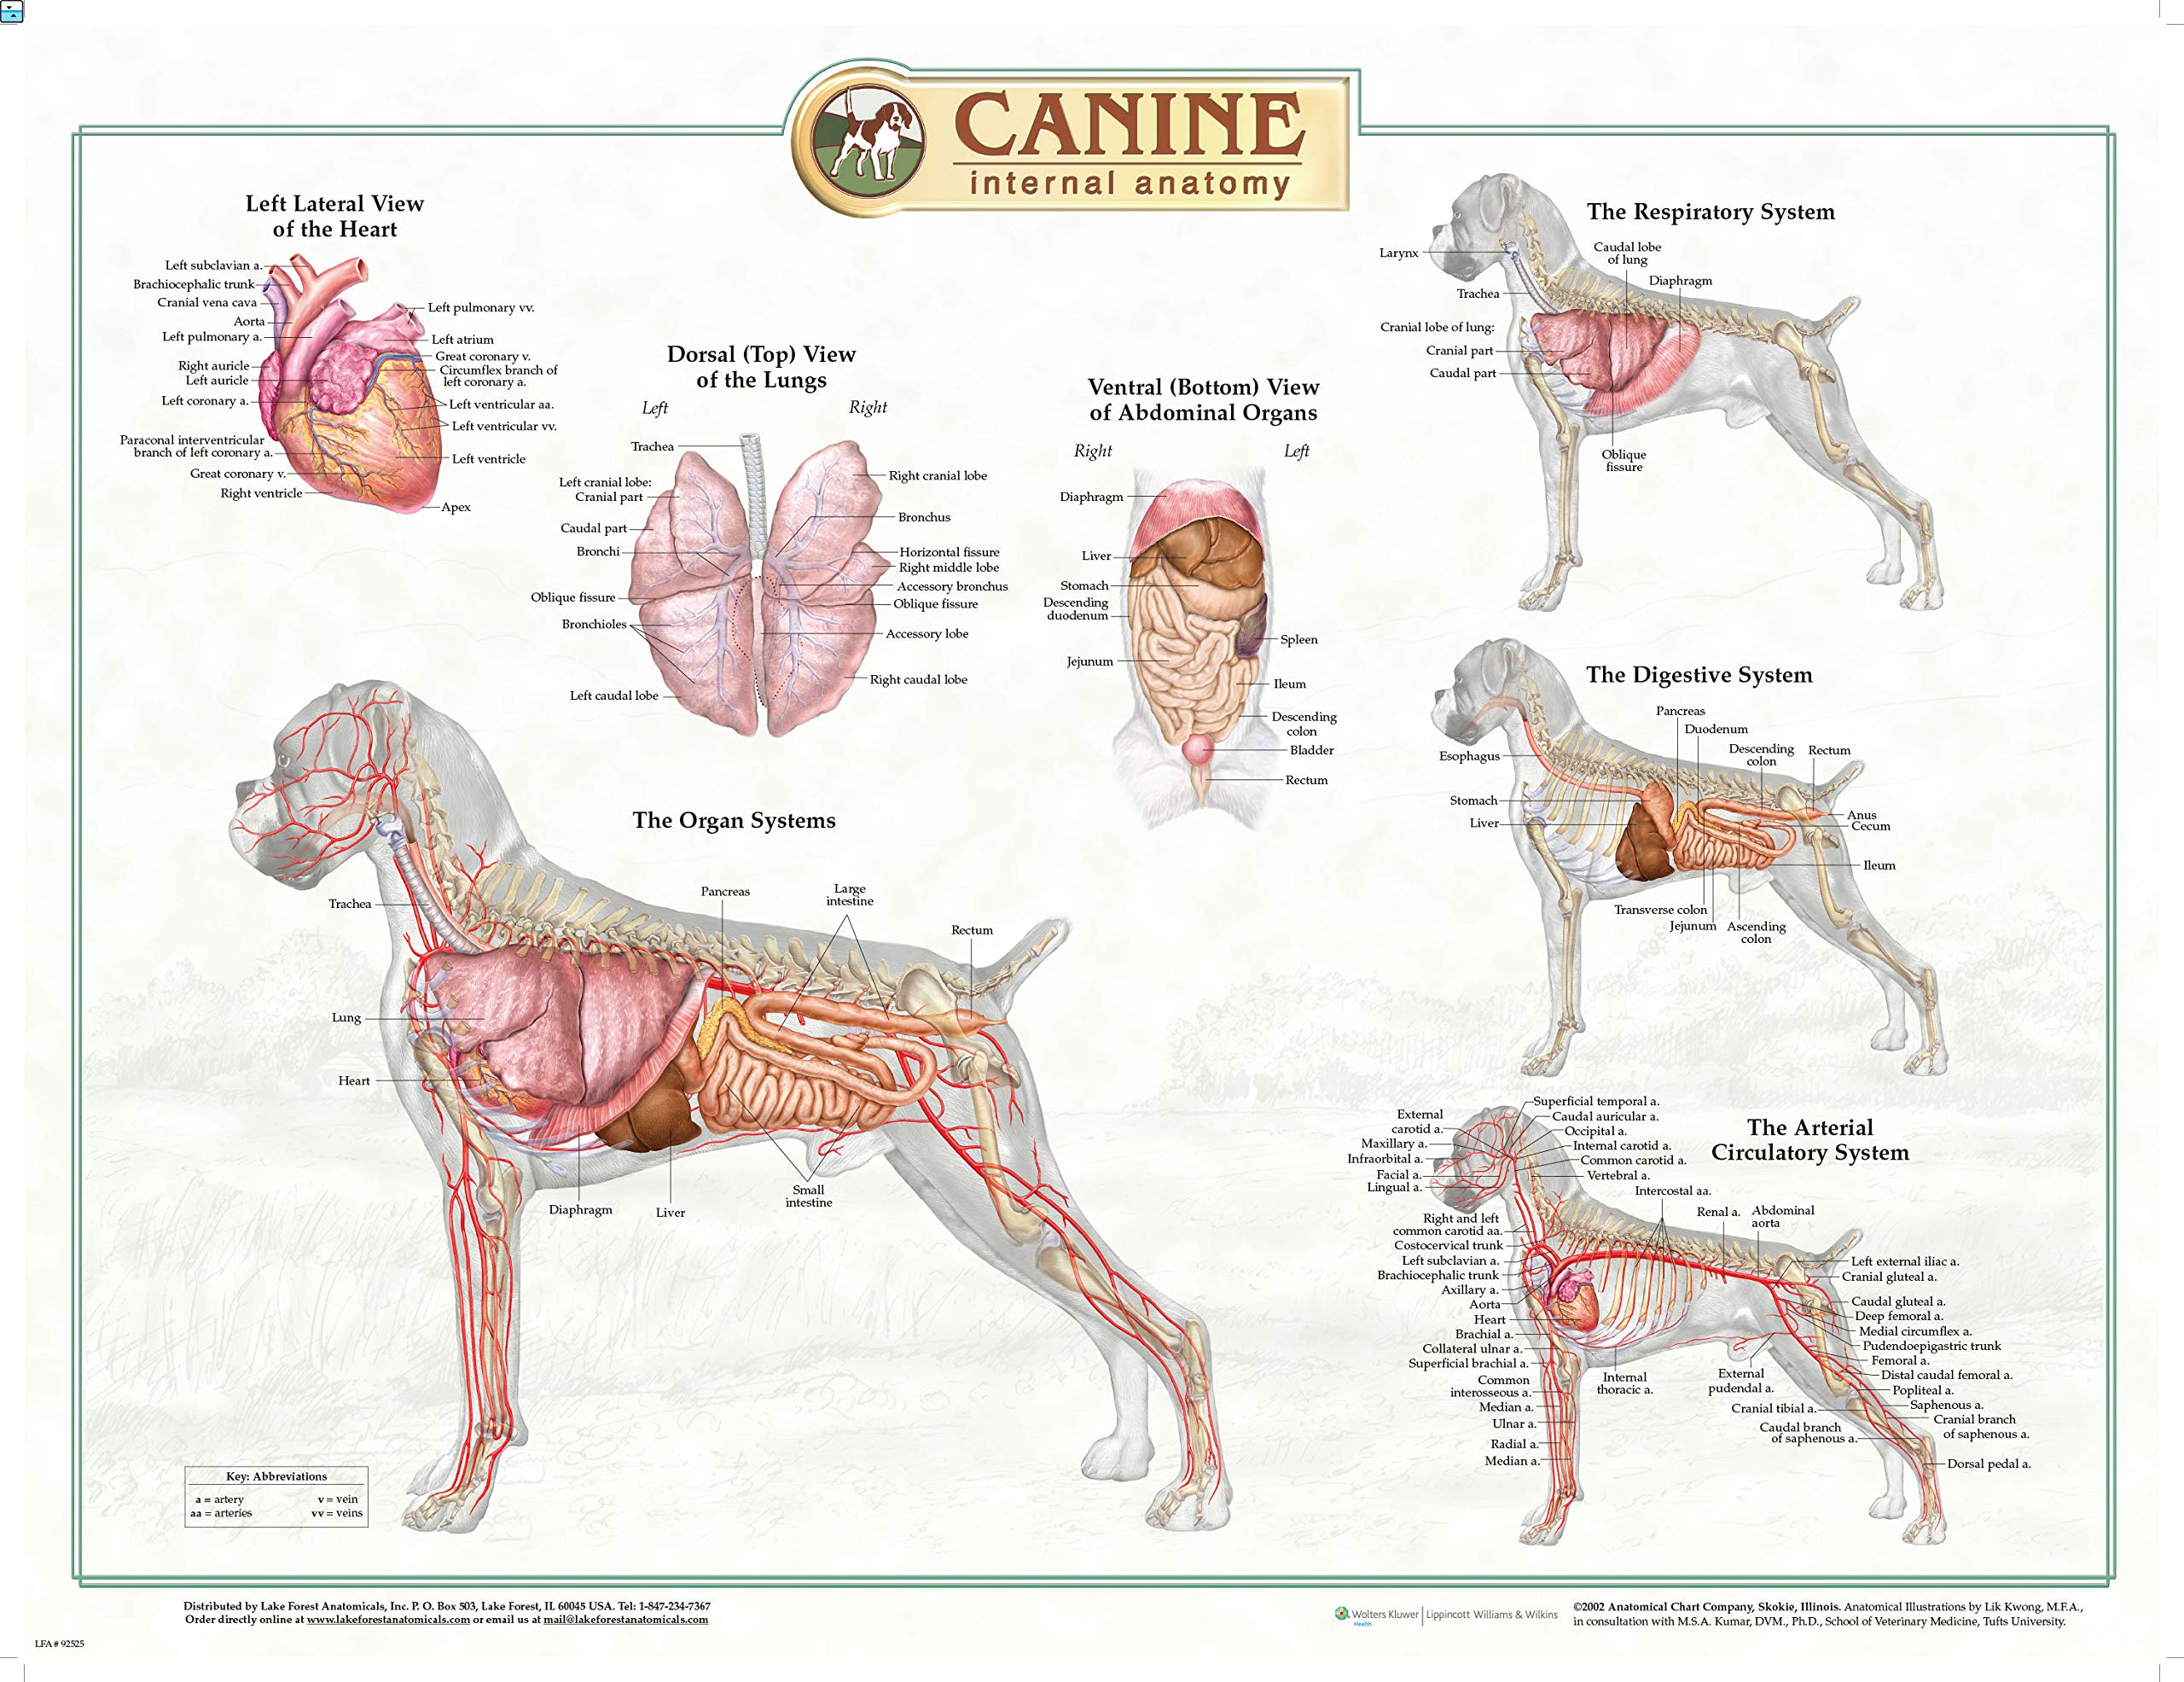 CANINE
internal anatomy
Left Lateral View
of the Heart
Left subclavian a.
Brachiocephalic trunk
Cranial vena cava
Aorta
Left pulmonary a.
Right auricle
Left auricle
Left coronary a.
Paraconal interventricular
branch of left coronary a.
Great coronary v.
Right ventricle
Left pulmonary vv.
Left atrium
Great coronary v.
Circumflex branch of
left coronary a.
Left ventricular aa.
Left ventricular vv.
Left ventricle
Apex
Dorsal (Top) View
of the Lungs
Left
Right
Trachea
Left cranial lobe:
Cranial part
Caudal part
Bronchi
Oblique fissure
Bronchioles
Left caudal lobe
Right cranial lobe
Bronchus
Horizontal fissure
Right middle lobe
Accessory bronchus
Oblique fissure
Accessory lobe
Right caudal lobe
Ventral (Bottom) View
of Abdominal Organs
Right
Left
Diaphragm
Liver
Stomach
Descending
duodenum
Jejunum
Spleen
Ileum
Descending
colon
Bladder
Rectum
The Respiratory System
Larynx
Trachea
Cranial lobe of lung:
Cranial part
Caudal part
Caudal lobe
of lung
Diaphragm
Oblique
fissure
The Digestive System
Pancreas
Duodenum
Descending
colon
Rectum
Esophagus
Stomach
Liver
Anus
Cecum
Ileum
Transverse colon
Jejunum
Ascending
colon
The Organ Systems
Trachea
Lung
Heart
Pancreas
Large
intestine
Rectum
Diaphragm
Liver
Small
intestine
The Arterial
Circulatory System
Superficial temporal a.
Caudal auricular a.
Occipital a.
Internal carotid a.
Common carotid a.
Vertebral a.
External
carotid a.
Maxillary a.
Infraorbital a.
Facial a.
Lingual a.
Intercostal aa.
Renal a.
Abdominal
aorta
Right and left
common carotid aa.
Costocervical trunk
Left subclavian a.
Brachiocephalic trunk
Axillary a.
Aorta
Heart
Brachial a.
Collateral ulnar a.
Superficial brachial a.
Common
interosseous a.
Median a.
Ulnar a.
Radial a.
Median a.
Internal
thoracic a.
External
pudendal a.
Cranial tibial a.
Caudal branch
of saphenous a.
Left external iliac a.
Cranial gluteal a.
Caudal gluteal a.
Deep femoral a.
Medial circumflex a.
Pudendoepigastric trunk
Femoral a.
Distal caudal femoral a.
Popliteal a.
Saphenous a.
Cranial branch
of saphenous a.
Dorsal pedal a.
Key: Abbreviations
a = artery
v = vein
aa = arteries
vv = veins
Distributed by Lake Forest Anatomicals, Inc. P. O. Box 503, Lake Forest, IL 60045 USA. Tel: 1-847-234-7367
Order directly online at www.lakeforestanatomicals.com or email us at mail@lakeforestanatomicals.com
Wolters Kluwer
Health
Lippincott Williams & Wilkins
©2002 Anatomical Chart Company, Skokie, Illinois. Anatomical Illustrations by Lik Kwong, M.F.A.,
in consultation with M.S.A. Kumar, DVM., Ph.D., School of Veterinary Medicine, Tufts University.
LFA # 92525